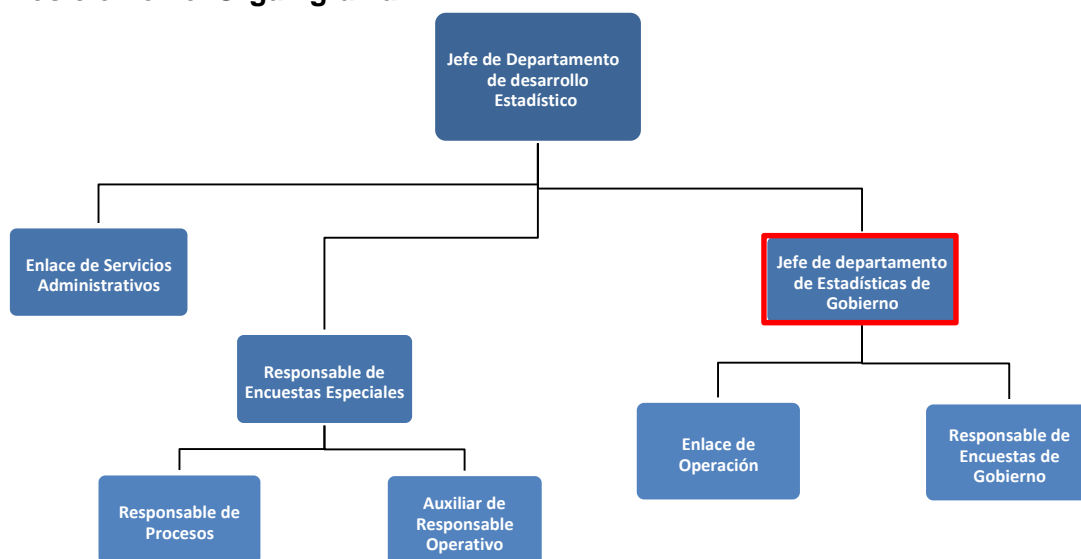 Jefe de Departamento
de desarrollo
Estadístico
Enlace de Servicios
Administrativos
Jefe de departamento
de Estadísticas de
Gobierno
Responsable de
Encuestas Especiales
Enlace de
Operación
Responsable de
Encuestas de
Gobierno
Responsable de
Procesos
Auxiliar de
Responsable
Operativo